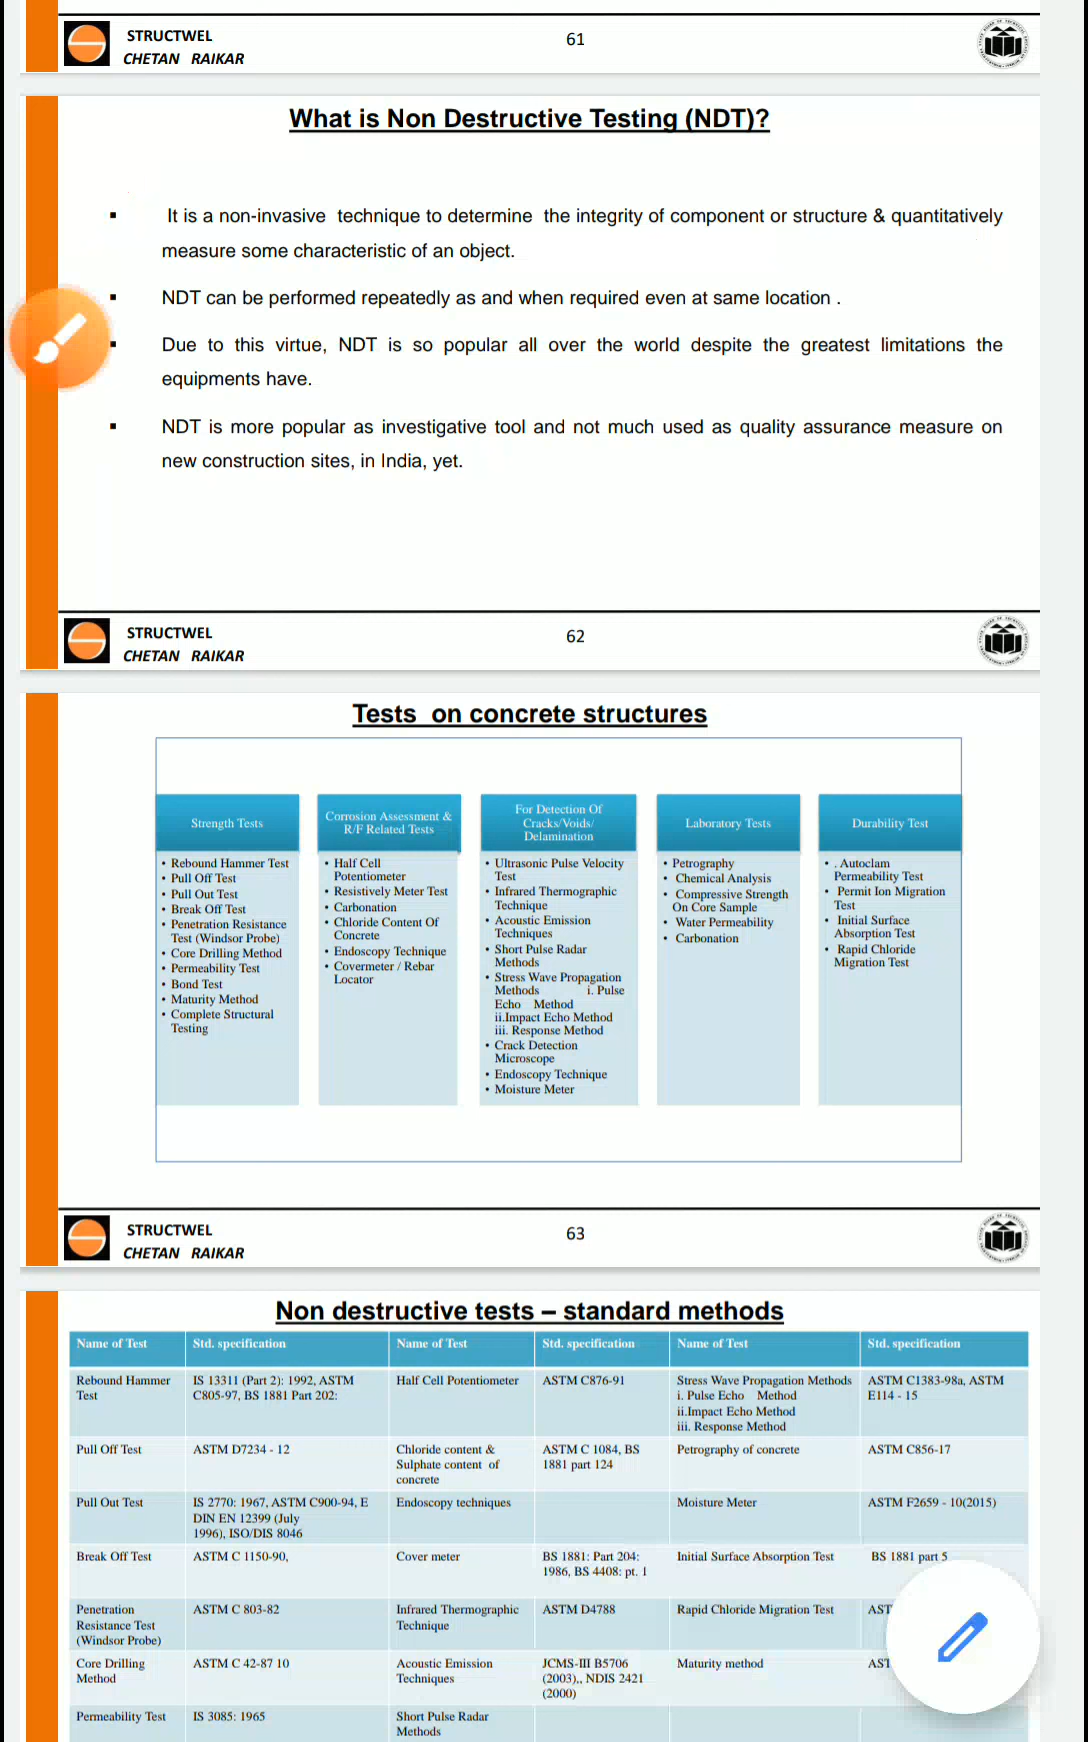 STRUCTWEL
CHETAN RAIKAR
61
What is Non Destructive Testing (NDT)?
▪ It is a non-invasive technique to determine the integrity of component or structure & quantitatively
measure some characteristic of an object.
▪ NDT can be performed repeatedly as and when required even at same location .
▪ Due to this virtue, NDT is so popular all over the world despite the greatest limitations the
equipments have.
▪ NDT is more popular as investigative tool and not much used as quality assurance measure on
new construction sites, in India, yet.
STRUCTWEL
CHETAN RAIKAR
62
Tests on concrete structures
Strength Tests
• Rebound Hammer Test
• Pull Off Test
• Pull Out Test
• Break Off Test
• Penetration Resistance
Test (Windsor Probe)
• Core Drilling Method
• Permeability Test
• Bond Test
• Maturity Method
• Complete Structural
Testing
Corrosion Assessment &
R/F Related Tests
• Half Cell
Potentiometer
• Resistively Meter Test
• Carbonation
• Chloride Content Of
Concrete
• Endoscopy Technique
• Covermeter / Rebar
Locator
For Detection Of
Cracks/Voids/
Delamination
• Ultrasonic Pulse Velocity
Test
• Infrared Thermographic
Technique
• Acoustic Emission
Techniques
• Short Pulse Radar
Methods
• Stress Wave Propagation
Methods i. Pulse
Echo Method
ii.Impact Echo Method
iii. Response Method
• Crack Detection
Microscope
• Endoscopy Technique
• Moisture Meter
Laboratory Tests
• Petrography
• Chemical Analysis
• Compressive Strength
On Core Sample
• Water Permeability
• Carbonation
Durability Test
• . Autoclam
Permeability Test
• Permit Ion Migration
Test
• Initial Surface
Absorption Test
• Rapid Chloride
Migration Test
STRUCTWEL
CHETAN RAIKAR
63
Non destructive tests – standard methods
Name of Test Std. specification Name of Test Std. specification Name of Test Std. specification
Rebound Hammer
Test
IS 13311 (Part 2): 1992, ASTM
C805-97, BS 1881 Part 202:
Half Cell Potentiometer
ASTM C876-91
Stress Wave Propagation Methods
i. Pulse Echo Method
ii.Impact Echo Method
iii. Response Method
ASTM C1383-98a, ASTM
E114 - 15
Pull Off Test
ASTM D7234 - 12
Chloride content &
Sulphate content of
concrete
ASTM C 1084, BS
1881 part 124
Petrography of concrete
ASTM C856-17
Pull Out Test
IS 2770: 1967, ASTM C900-94, E
DIN EN 12399 (July
1996), ISO/DIS 8046
Endoscopy techniques
Moisture Meter
ASTM F2659 - 10(2015)
Break Off Test
ASTM C 1150-90,
Cover meter
BS 1881: Part 204:
1986, BS 4408: pt. 1
Initial Surface Absorption Test
BS 1881 part 5
Penetration
Resistance Test
(Windsor Probe)
ASTM C 803-82
Infrared Thermographic
Technique
ASTM D4788
Rapid Chloride Migration Test
Core Drilling
Method
ASTM C 42-87 10
Acoustic Emission
Techniques
JCMS-III B5706
(2003),, NDIS 2421
(2000)
Maturity method
Permeability Test
IS 3085: 1965
Short Pulse Radar
Methods